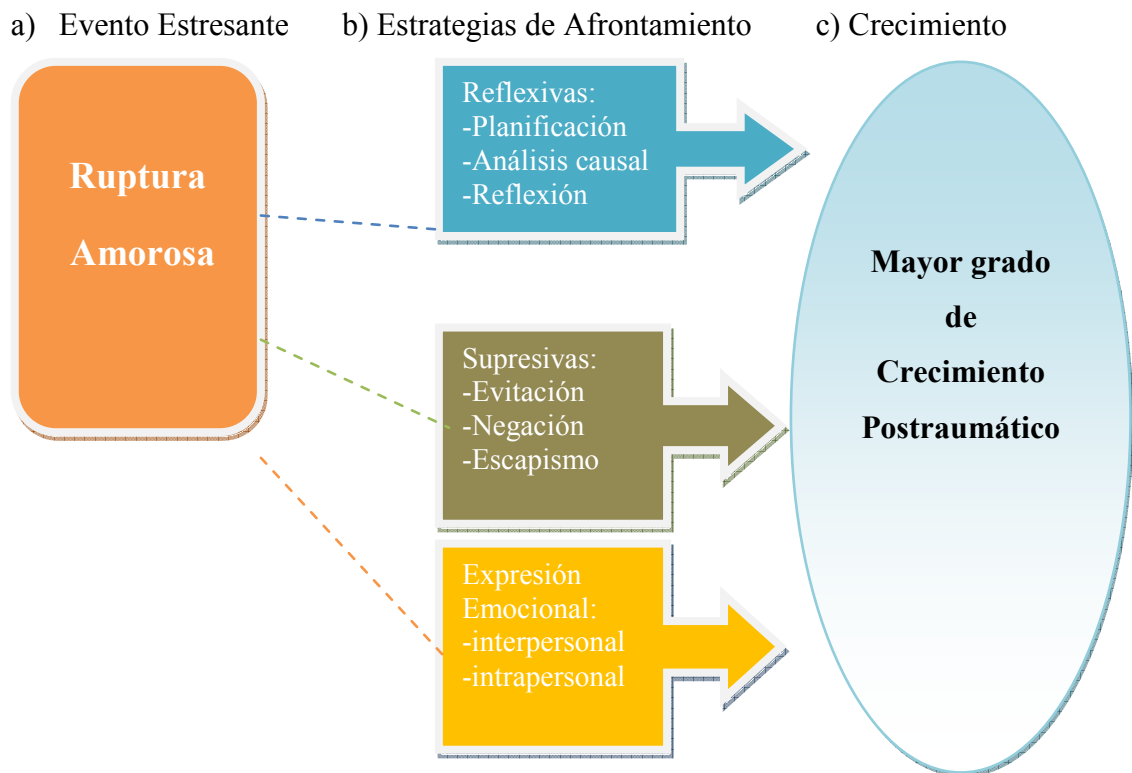 a) Evento Estresante
b) Estrategias de Afrontamiento
c) Crecimiento
Ruptura
Amorosa
Reflexivas:
-Planificación
-Análisis causal
-Reflexión
Supresivas:
-Evitación
-Negación
-Escapismo
Expresión
Emocional:
-interpersonal
-intrapersonal
Mayor grado
de
Crecimiento
Postraumático